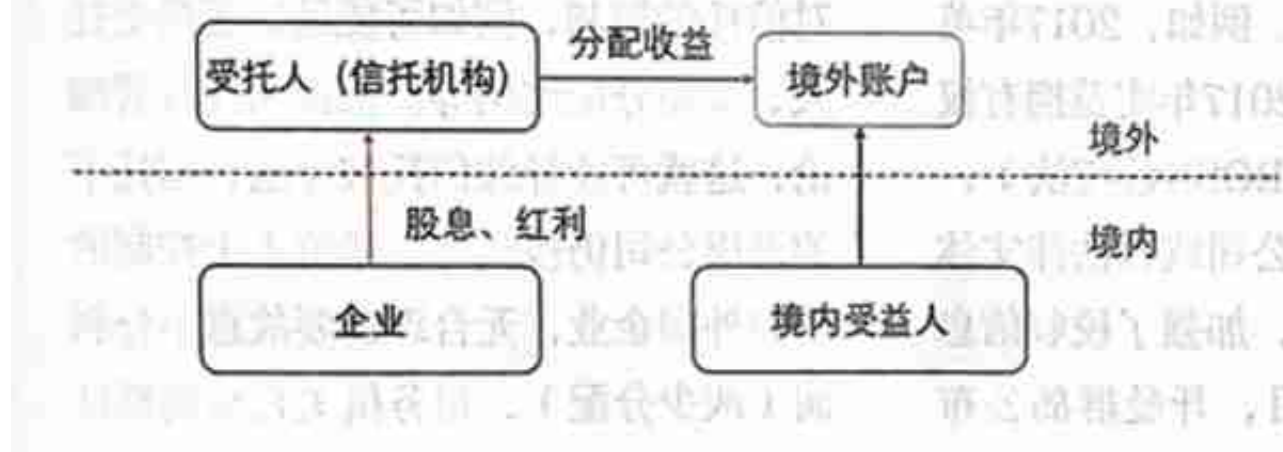 分配收益
受托人（信托机构）
境外账户
境外
股息、红利
境内
企业
境内受益人